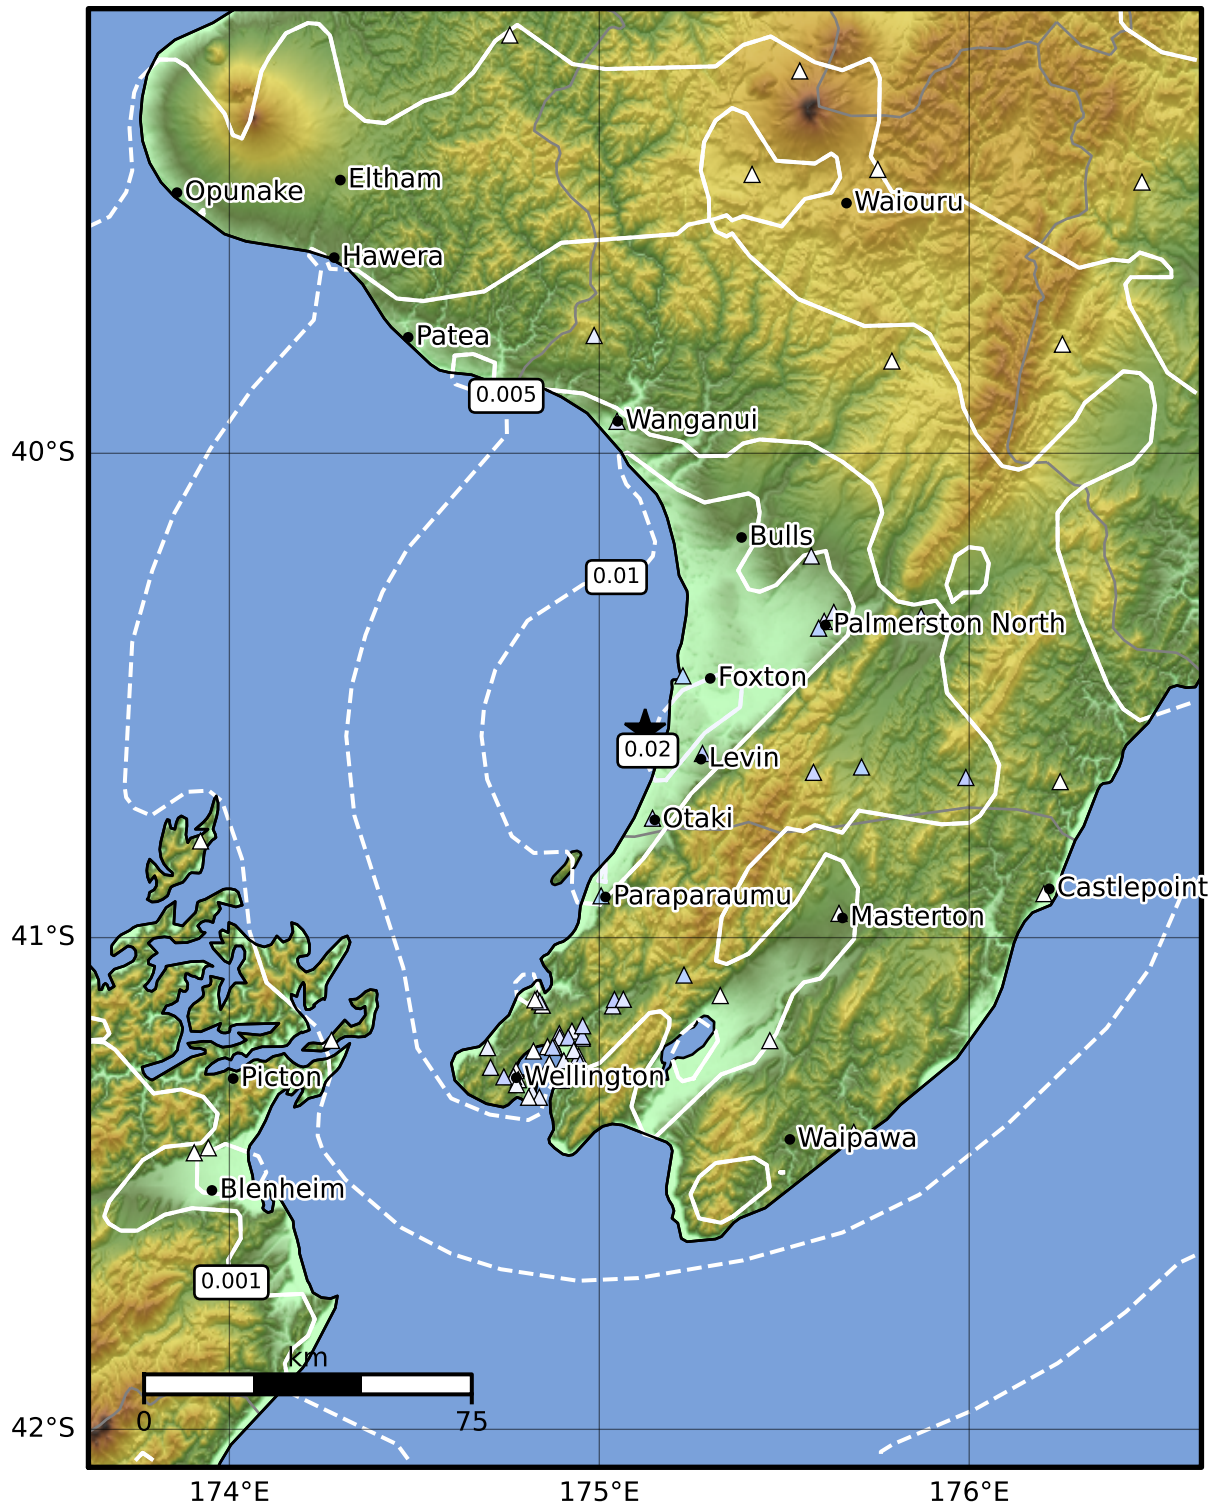 Eltham
Opunake
Waiouru
Hawera
Patea
0.005
Wanganui
40°S
Bulls
0.01
Palmerston North
Foxton
0.02
Levin
Otaki
Castlepoint
Paraparaumu
Masterton
41°S
Picton
Wellington
Waipawa
Blenheim
0.001
km
0
75
42°S
174°E
175°E
176°E